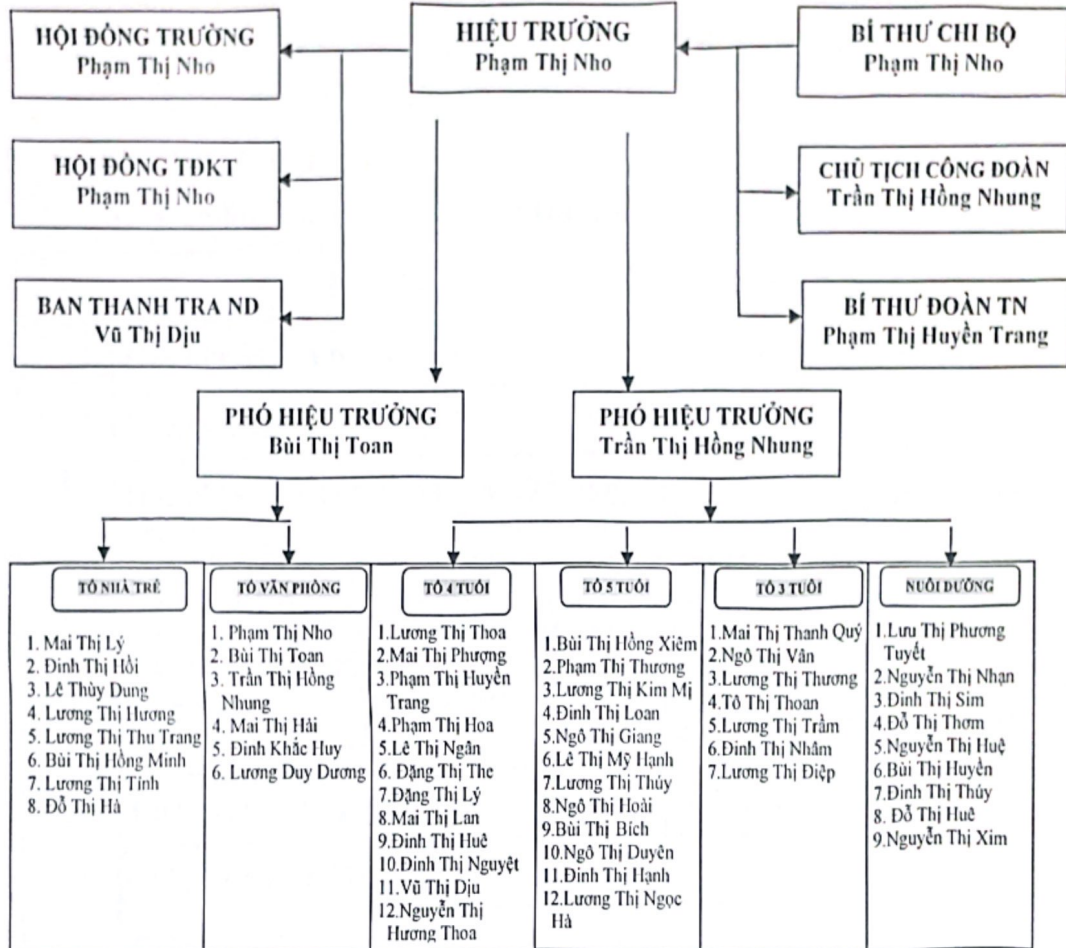 HỘI ĐỒNG TRƯỜNG
Phạm Thị Nho
HIỆU TRƯỞNG
Phạm Thị Nho
BÍ THƯ CHI BỘ
Phạm Thị Nho
HỘI ĐỒNG TDKT
Phạm Thị Nho
CHỦ TỊCH CÔNG ĐOÀN
Trần Thị Hồng Nhung
BAN THANH TRA ND
Vũ Thị Dịu
BÍ THƯ ĐOÀN TN
Phạm Thị Huyền Trang
PHÓ HIỆU TRƯỞNG
Bùi Thị Toan
PHÓ HIỆU TRƯỞNG
Trần Thị Hồng Nhung
TỔ NHÀ TRẺ
1. Mai Thị Lý
2. Đinh Thị Hồi
3. Lê Thùy Dung
4. Lương Thị Hương
5. Lương Thị Thu Trang
6. Bùi Thị Hồng Minh
7. Lương Thị Tính
8. Đỗ Thị Hà
TỔ VĂN PHÒNG
1. Phạm Thị Nho
2. Bùi Thị Toan
3. Trần Thị Hồng
Nhung
4. Mai Thị Hải
5. Đinh Khắc Huy
6. Lương Duy Dương
TỔ 4 TUỔI
1.Lương Thị Thoa
2.Mai Thị Phượng
3.Phạm Thị Huyền
Trang
4.Phạm Thị Hoa
5.Lê Thị Ngân
6. Đặng Thị The
7.Đặng Thị Lý
8.Mai Thị Lan
9.Đinh Thị Huê
10.Đinh Thị Nguyệt
11.Vũ Thị Dịu
12.Nguyễn Thị
Hương Thoa
TỔ 5 TUỔI
1.Bùi Thị Hồng Xiêm
2.Phạm Thị Thương
3.Lương Thị Kim Mị
4.Đinh Thị Loan
5.Ngô Thị Giang
6.Lê Thị Mỹ Hạnh
7.Lương Thị Thúy
8.Ngô Thị Hoài
9.Bùi Thị Bích
10.Ngô Thị Duyên
11.Đinh Thị Hạnh
12.Lương Thị Ngọc
Hà
TỔ 3 TUỔI
1.Mai Thị Thanh Quý
2.Ngô Thị Vân
3.Lương Thị Thương
4.Tô Thị Thoan
5.Lương Thị Trầm
6.Đinh Thị Nhâm
7.Lương Thị Điệp
NUÔI DƯỠNG
1.Lưu Thị Phương
Tuyết
2.Nguyễn Thị Nhạn
3.Đinh Thị Sim
4.Đỗ Thị Thơm
5.Nguyễn Thị Huệ
6.Bùi Thị Huyền
7.Đinh Thị Thúy
8. Đỗ Thị Huê
9.Nguyễn Thị Xim